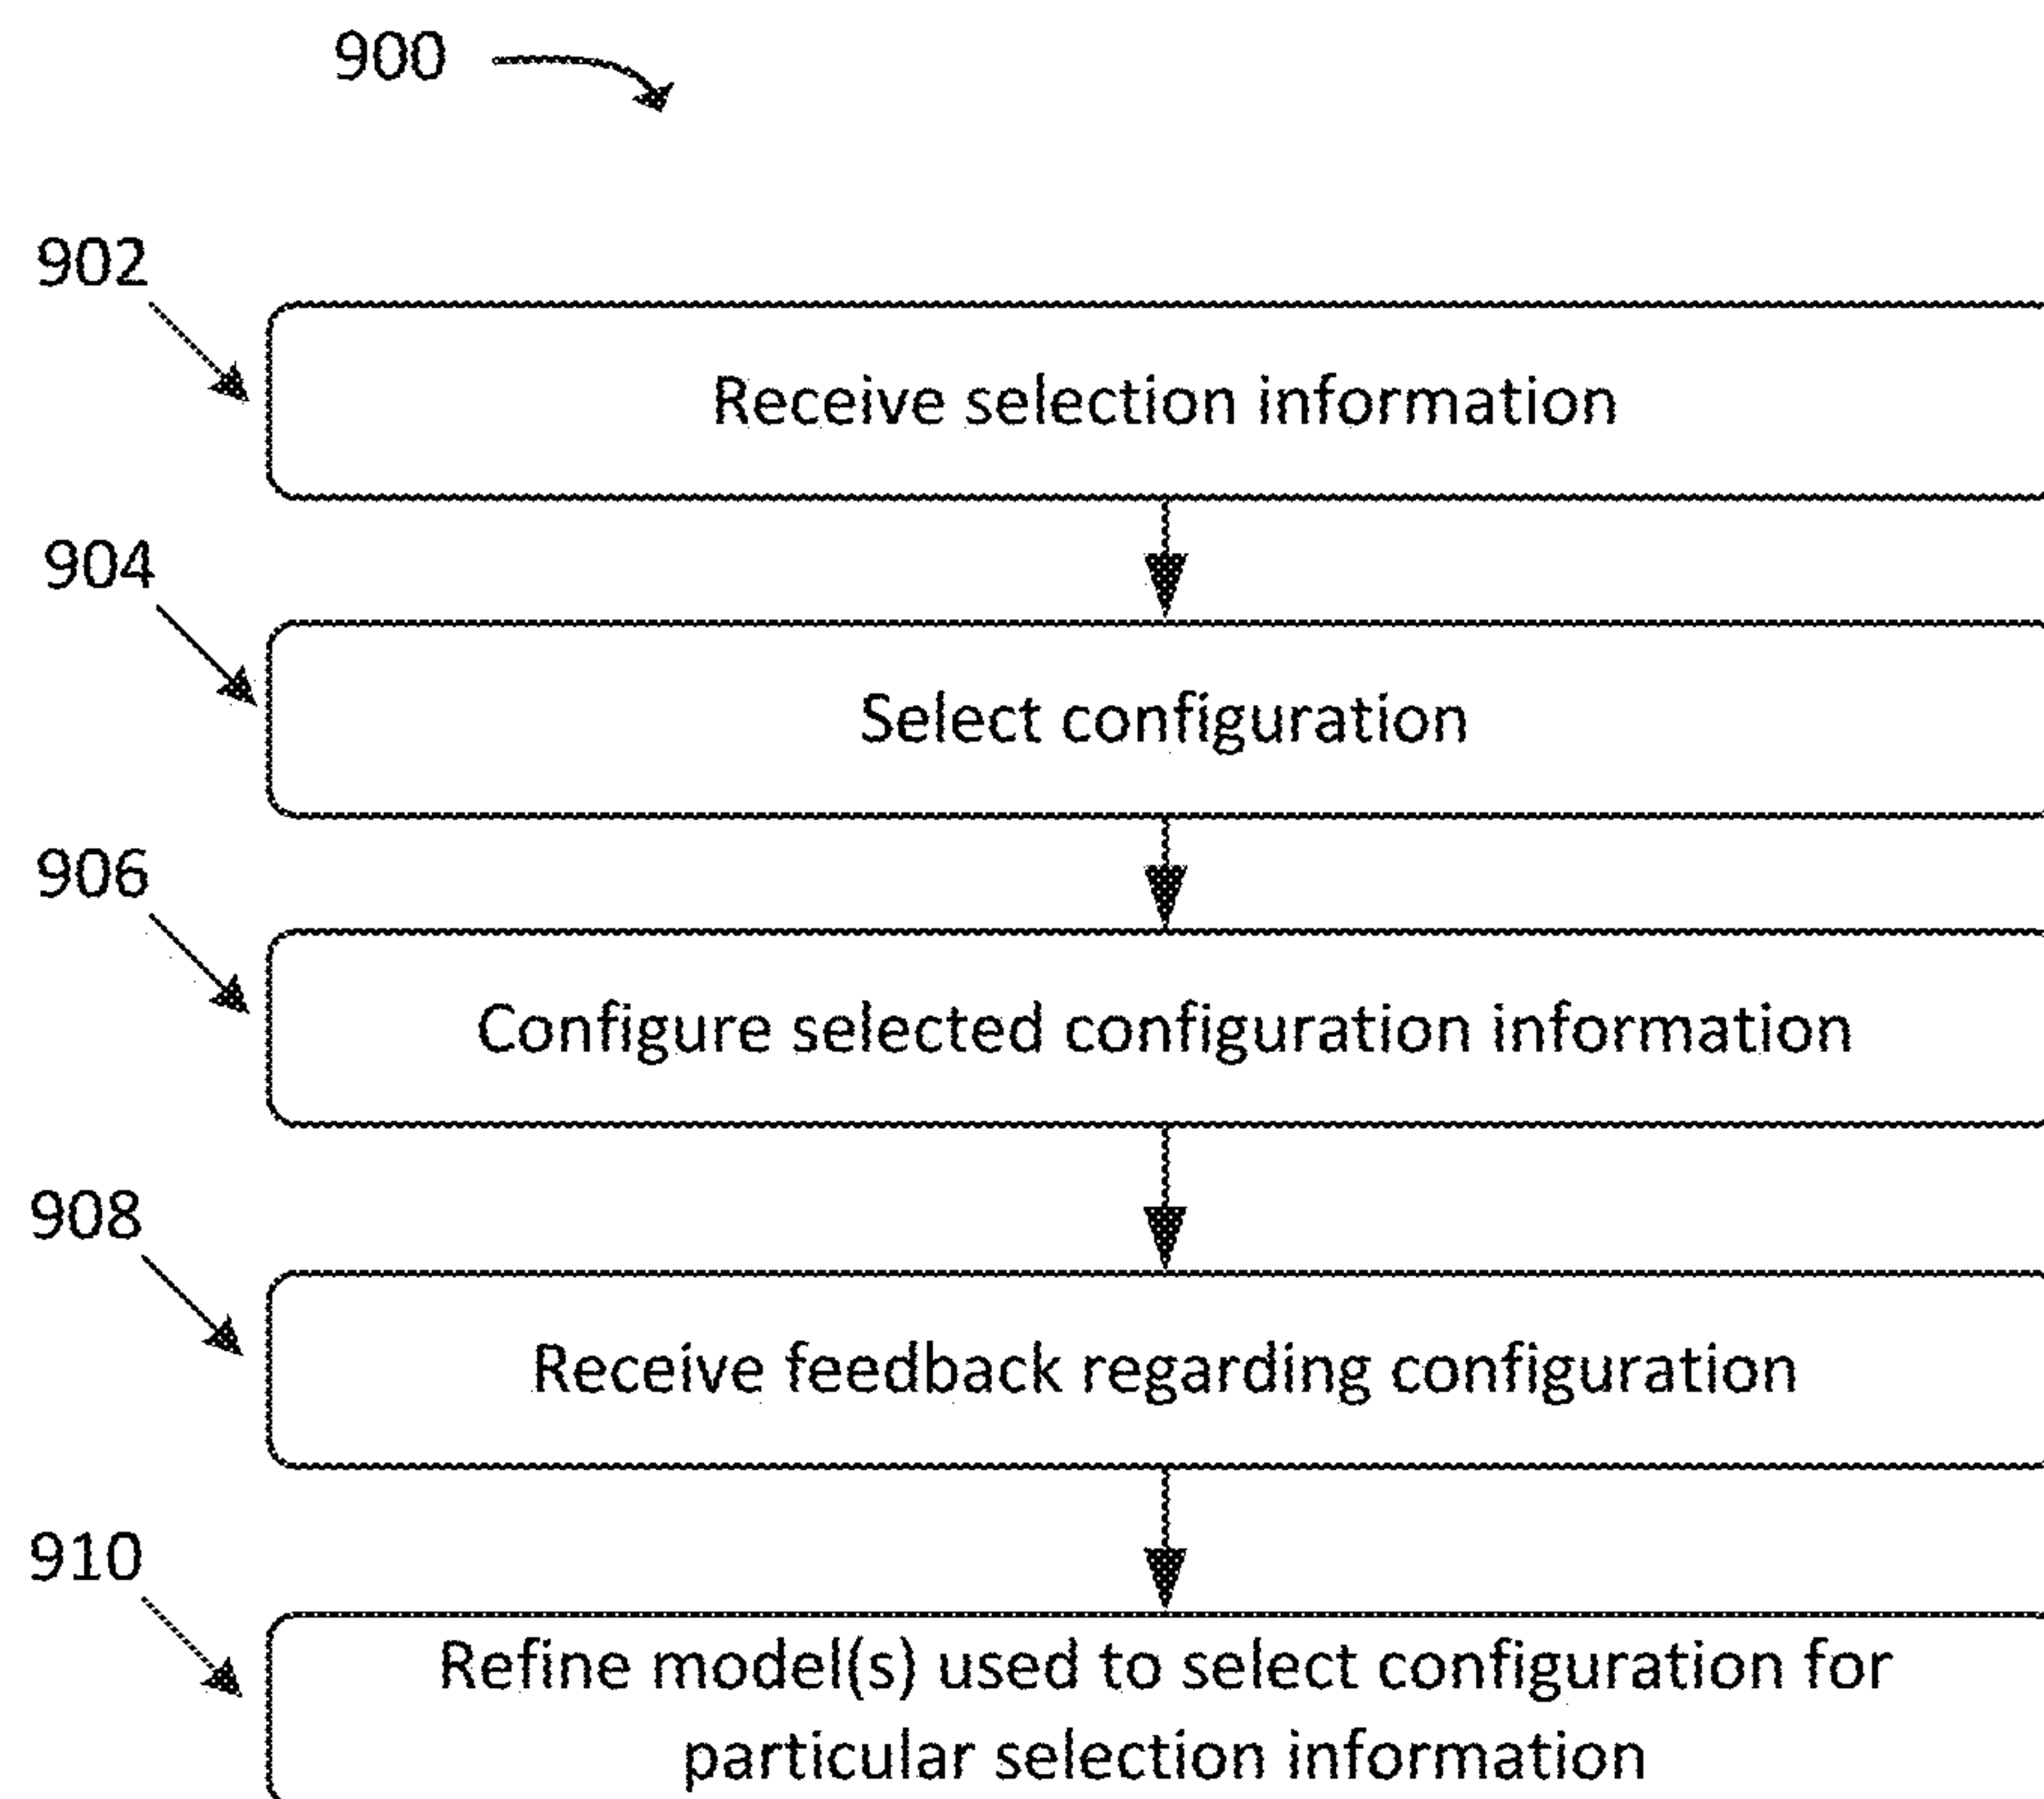 900
902
Receive selection information
904
Select configuration
906
Configure selected configuration information
908
Receive feedback regarding configuration
910
Refine model(s) used to select configuration for
particular selection information